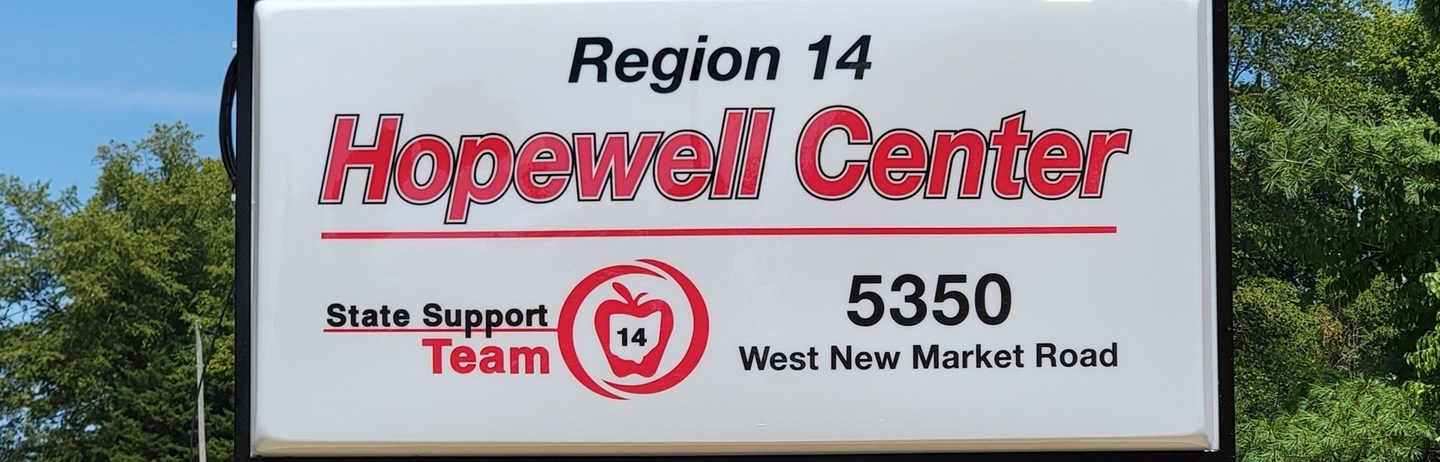 Region 14
Hopewell Center
State Support
Team
14
5350
West New Market Road